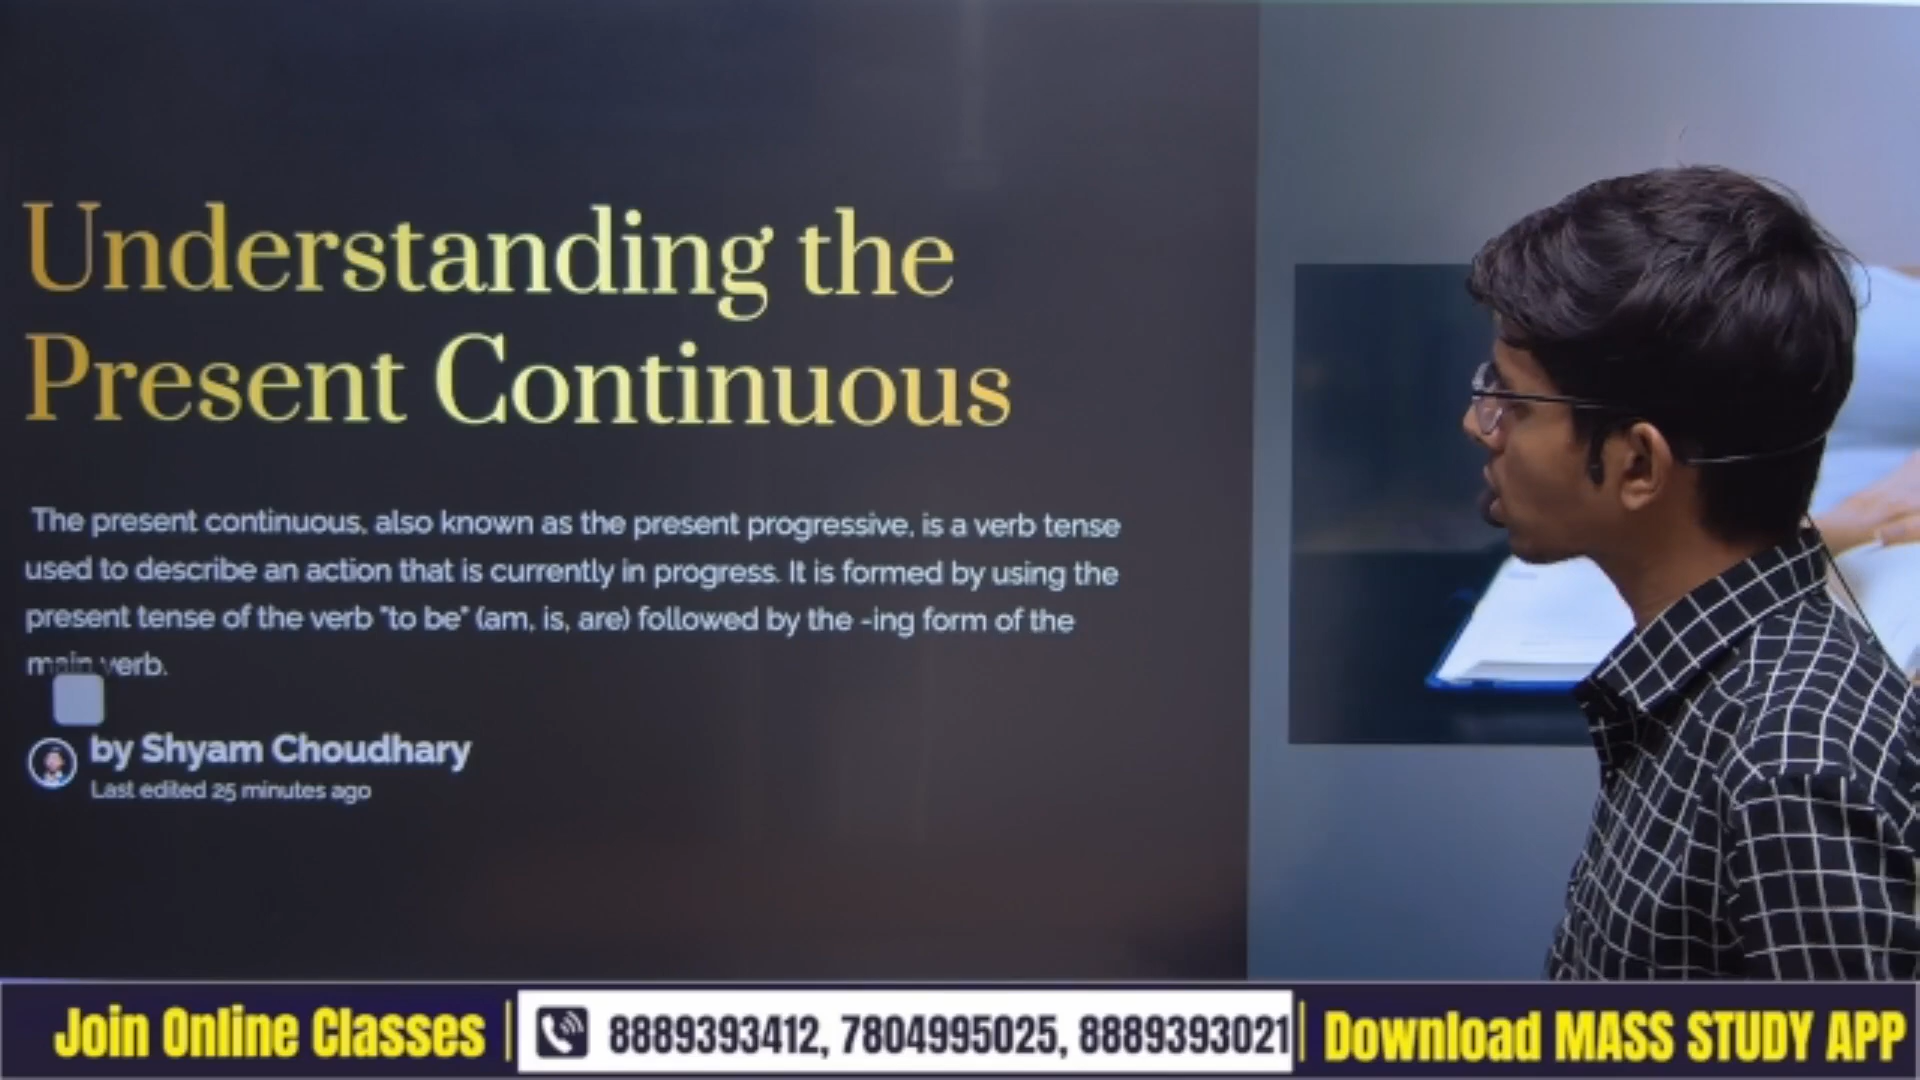 Understanding the
Present Continuous
The present continuous, also known as the present progressive, is a verb tense
used to describe an action that is currently in progress. It is formed by using the
present tense of the verb "to be" (am, is, are) followed by the -ing form of the
main verb.
by Shyam Choudhary
Last edited 25 minutes ago
Join Online Classes | 8889393412, 7804995025, 8889393021 | Download MASS STUDY APP